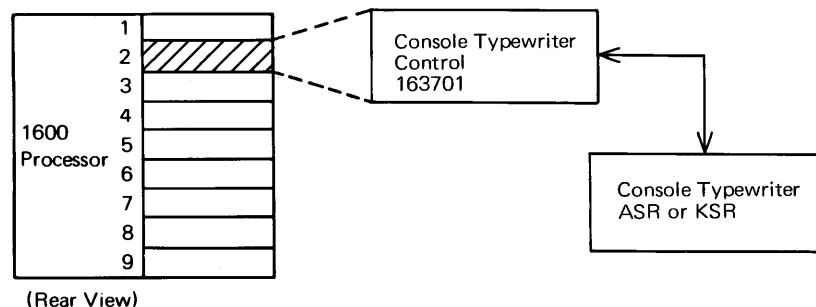 1
2
3
4
5
6
7
8
9
1600
Processor
(Rear View)
Console Typewriter
Control
163701
Console Typewriter
ASR or KSR